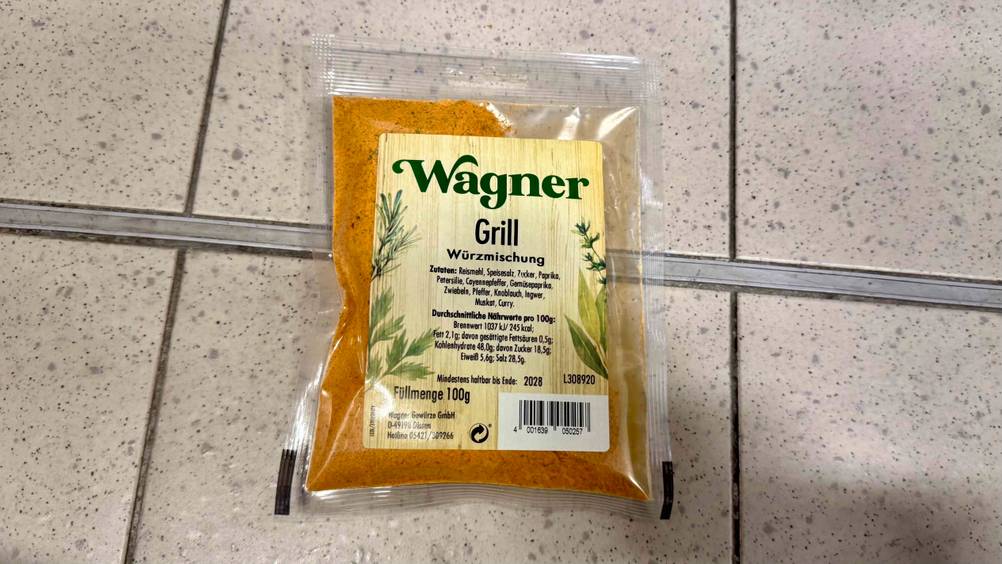 Wagner
Grill
Würzmischung
Zutaten: Reismehl, Speisesalz, Zucker, Paprika,
Petersilie, Cayennepfeffer, Gemüsepaprika,
Zwiebeln, Pfeffer, Knoblauch, Ingwer,
Muskat, Curry.
Durchschnittliche Nährwerte pro 100g:
Brennwert 1037 kJ/ 245 kcal;
Fett 2,1g; davon gesättigte Fettsäuren 0,5g;
Kohlenhydrate 48,0g; davon Zucker 18,5g;
Eiweiß 5,6g; Salz 28,5g.
Mindestens haltbar bis Ende: 2028 L308920
Füllmenge 100g
Wagner Gewürze GmbH
D-49196 Dissen
Hotline 05421/309266
4 001639 050257